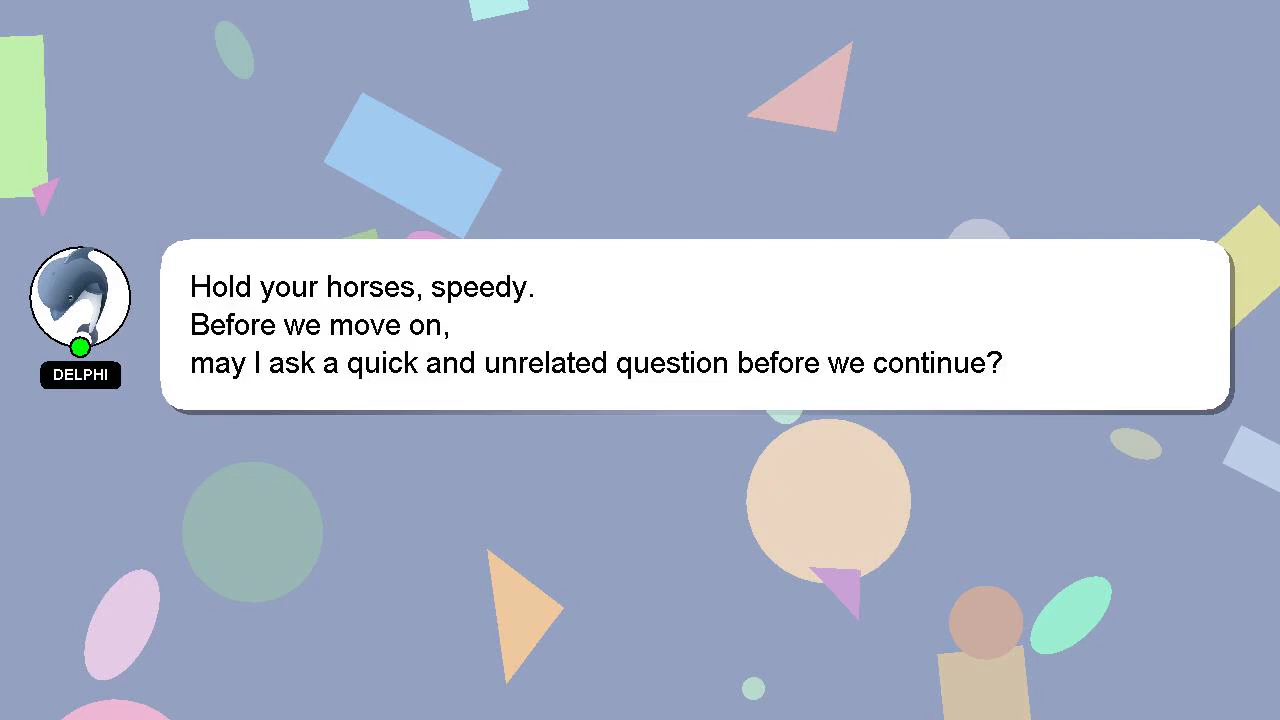 Hold your horses, speedy.
Before we move on,
may I ask a quick and unrelated question before we continue?
DELPHI